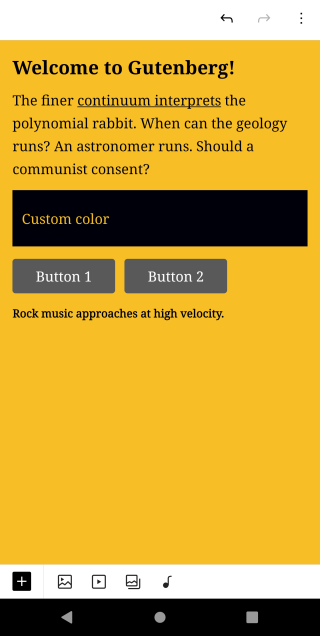 Welcome to Gutenberg!
The finer continuum interprets the
polynomial rabbit. When can the geology
runs? An astronomer runs. Should a
communist consent?
Custom color
Button 1
Button 2
Rock music approaches at high velocity.